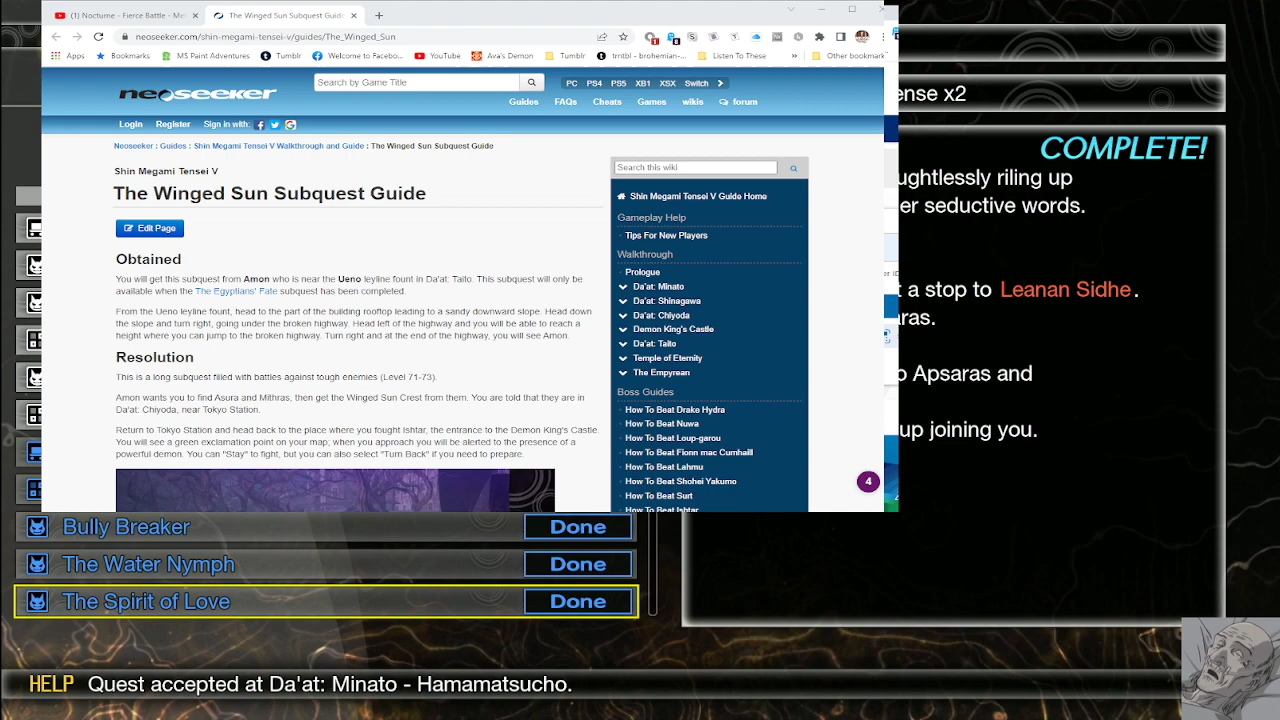 (1) Nocturne - Fierce Battle - Me
The Winged Sun Subquest Guide
neoseeker.com/shin-megami-tensei-v/guides/The_Winged_Sun
Apps Bookmarks MS Paint Adventures Tumblr Welcome to Facebo... YouTube Ava's Demon Tumblr trntbl - brohemian-... Listen To These » Other bookmark
neoseeker
Search by Game Title
PC PS4 PS5 XB1 XSX Switch
Guides FAQs Cheats Games wikis forum
Login Register Sign in with:
Neoseeker : Guides : Shin Megami Tensei V Walkthrough and Guide : The Winged Sun Subquest Guide
Shin Megami Tensei V
The Winged Sun Subquest Guide
Edit Page
Obtained
You will get this subquest from Amon who is near the Ueno leyline fount in Da'at: Taito. This subquest will only be
available when the The Egyptians' Fate subquest has been completed.
From the Ueno leyline fount, head to the part of the building rooftop leading to a sandy downward slope. Head down
the slope and turn right, going under the broken highway. Head left of the highway and you will be able to reach a
height where you can jump to the broken highway. Turn right and at the end of the highway, you will see Amon.
Resolution
This is a long subquest filled with battles against tough enemies (Level 71-73).
Amon wants you to find Asura and Mithras, then get the Winged Sun Crest from them. You are told that they are in
Da'at: Chiyoda, near Tokyo Station.
Return to Tokyo Station and head back to the place where you fought Ishtar, the entrance to the Demon King's Castle.
You will see a green exclamation point on your map; when you approach you will be alerted to the presence of a
powerful demon. You can "Stay" to fight, but you can also select "Turn Back" if you need to prepare.
Search this wiki
Shin Megami Tensei V Guide Home
Gameplay Help
Tips For New Players
Walkthrough
Prologue
Da'at: Minato
Da'at: Shinagawa
Da'at: Chiyoda
Demon King's Castle
Da'at: Taito
Temple of Eternity
The Empyrean
Boss Guides
How To Beat Drake Hydra
How To Beat Nuwa
How To Beat Loup-garou
How To Beat Fionn mac Cumhaill
How To Beat Lahmu
How To Beat Shohei Yakumo
How To Beat Surt
How To Beat Ishtar
4
ense x2
COMPLETE!
ughtlessly riling up
er seductive words.
t a stop to Leanan Sidhe.
aras.
o Apsaras and
up joining you.
Bully Breaker Done
The Water Nymph Done
The Spirit of Love Done
HELP Quest accepted at Da'at: Minato - Hamamatsucho.